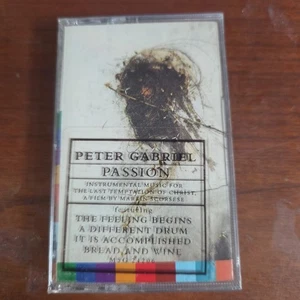 PETER GABRIEL
PASSION
INSTRUMENTAL MUSIC FOR
THE LAST TEMPTATION OF CHRIST
A FILM BY MARTIN SCORSESE
featuring
THE FEELING BEGINS
A DIFFERENT DRUM
IT IS ACCOMPLISHED
BREAD AND WINE